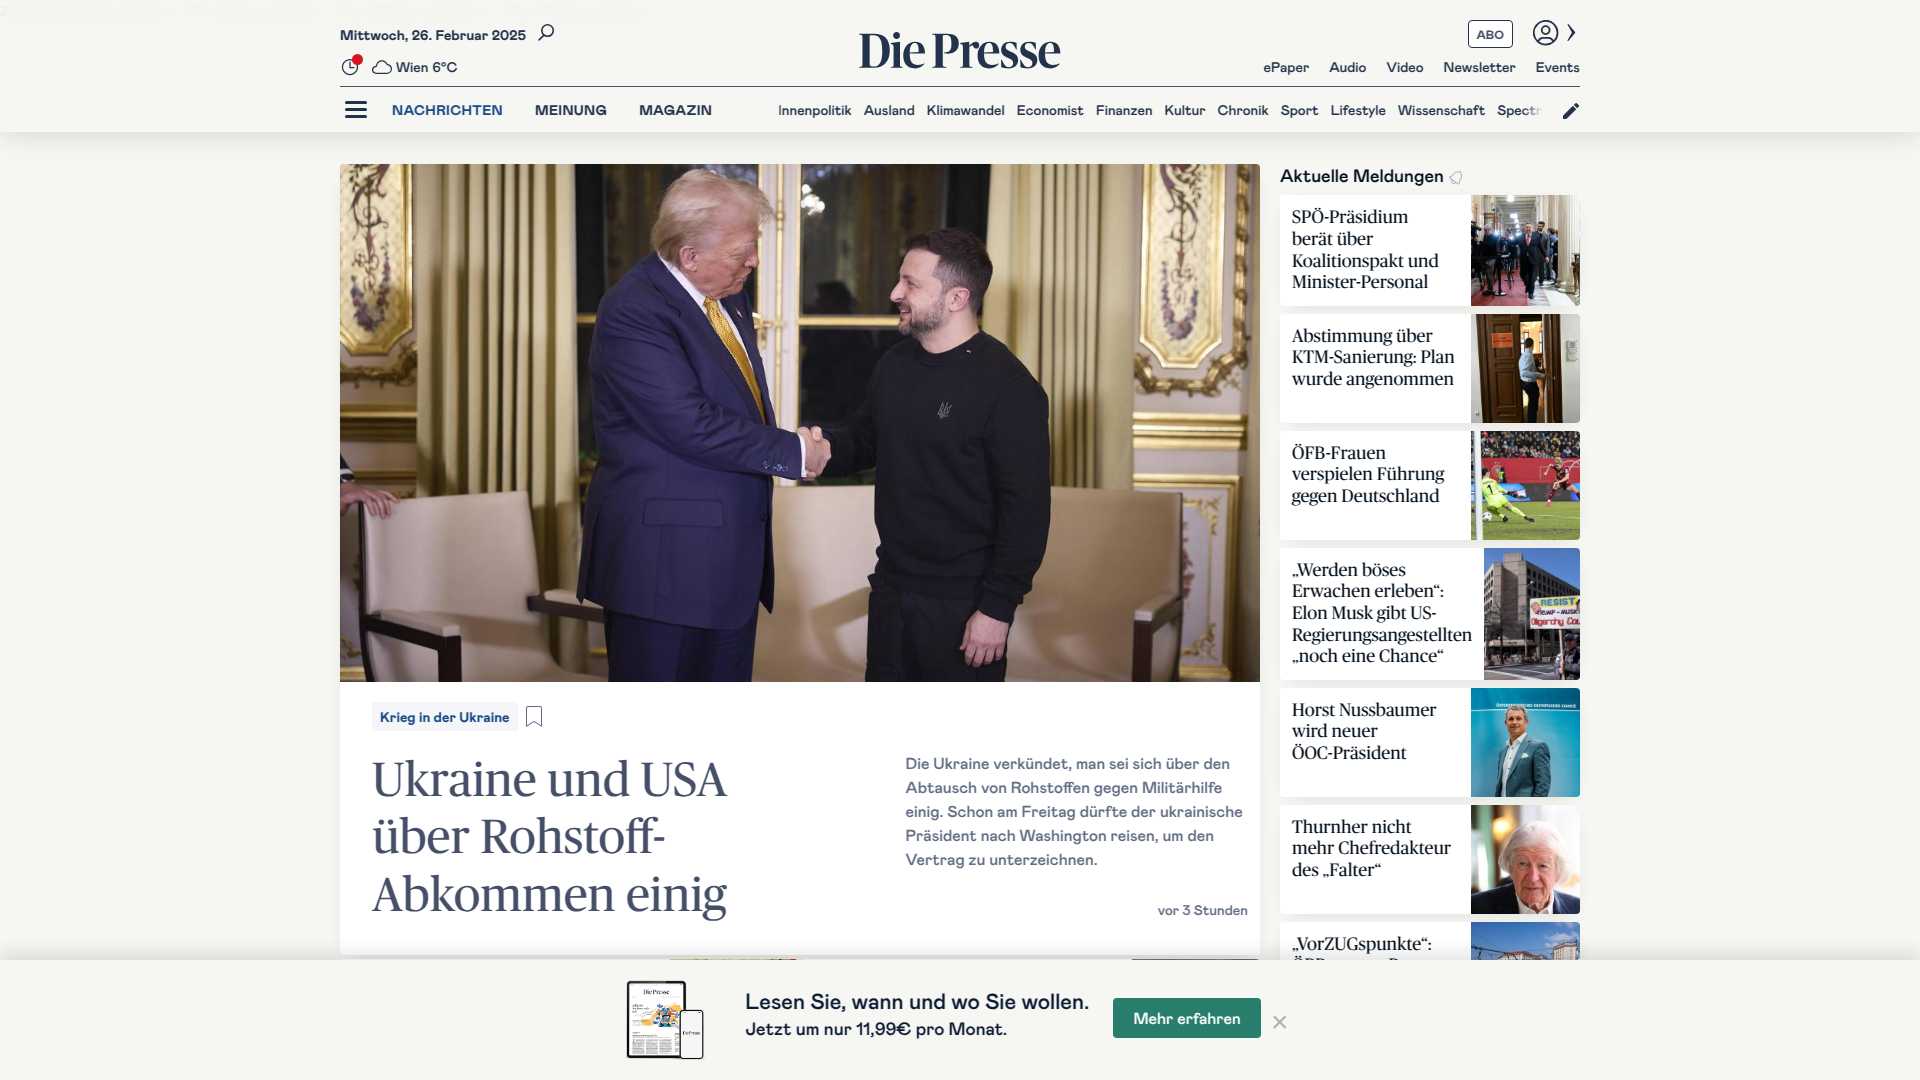 Mittwoch, 26. Februar 2025
Wien 6°C
Die Presse
ABO
ePaper Audio Video Newsletter Events
NACHRICHTEN MEINUNG MAGAZIN
Innenpolitik Ausland Klimawandel Economist Finanzen Kultur Chronik Sport Lifestyle Wissenschaft
Krieg in der Ukraine
Ukraine und USA
über Rohstoff-
Abkommen einig
Die Ukraine verkündet, man sei sich über den
Abtausch von Rohstoffen gegen Militärhilfe
einig. Schon am Freitag dürfte der ukrainische
Präsident nach Washington reisen, um den
Vertrag zu unterzeichnen.
vor 3 Stunden
Aktuelle Meldungen
SPÖ-Präsidium
berät über
Koalitionspakt und
Minister-Personal
Abstimmung über
KTM-Sanierung: Plan
wurde angenommen
ÖFB-Frauen
verspielen Führung
gegen Deutschland
1
„Werden böses
Erwachen erleben“:
Elon Musk gibt US-
Regierungsangestellten
„noch eine Chance“
RESIST
Horst Nussbaumer
wird neuer
ÖOC-Präsident
Thurnher nicht
mehr Chefredakteur
des „Falter“
„VorZUGspunkte“:
Die Presse
Die Presse
Lesen Sie, wann und wo Sie wollen.
Jetzt um nur 11,99€ pro Monat.
Mehr erfahren